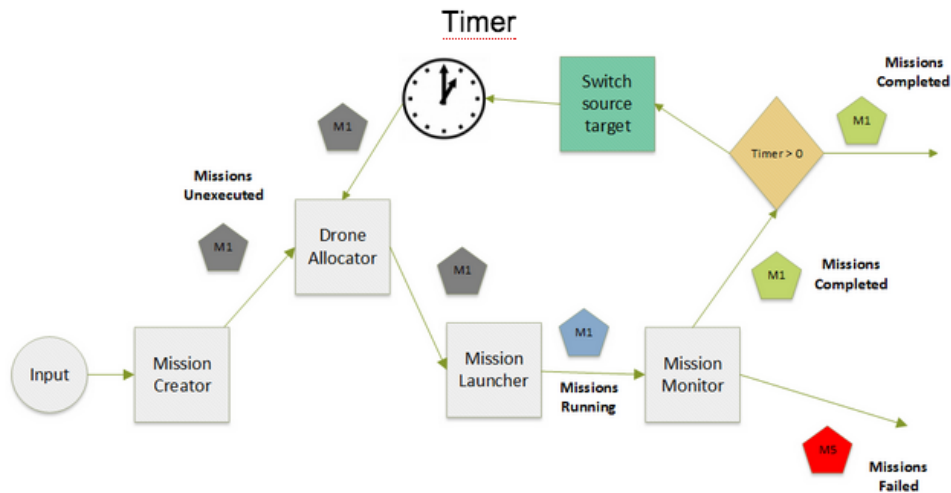 Timer
Missions
Completed
Switch
source
target
M1
M1
Timer > 0
Missions
Unexecuted
M1
Drone
Allocator
M1
M1
Missions
Completed
Input
Mission
Creator
Mission
Launcher
M1
Missions
Running
Mission
Monitor
M5
Missions
Failed